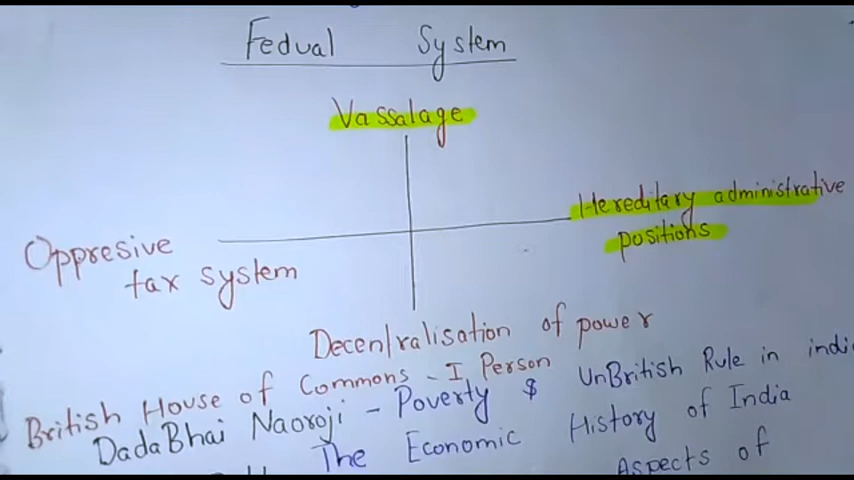 Fedual System
Vassalage
Hereditary administrative
positions
Oppresive
tax system
Decentralisation of power
British House of Commons - I Person
DadaBhai Naoroji - Poverty & UnBritish Rule in indi
The Economic History of India
Aspects of